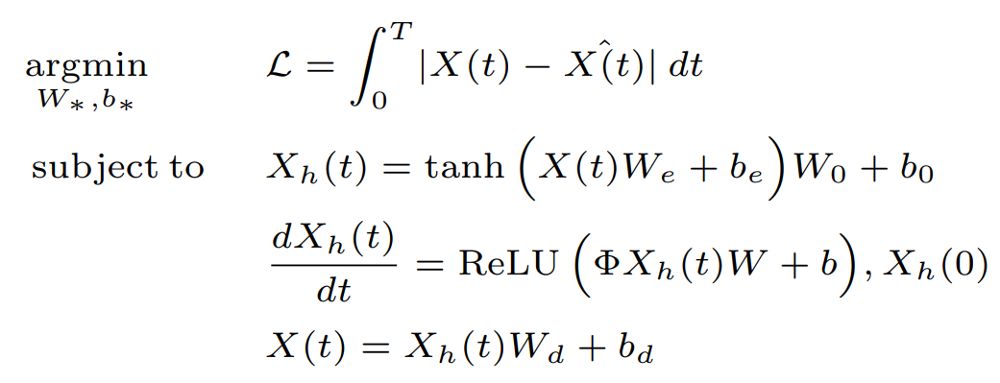 argmin W∗,b∗ ℒ = ∫₀ᵀ |X(t) − X̂(t)| dt
subject to Xₕ(t) = tanh (X(t)Wₑ + bₑ)W₀ + b₀
dXₕ(t)/dt = ReLU (ΦXₕ(t)W + b), Xₕ(0)
X(t) = Xₕ(t)W_d + b_d